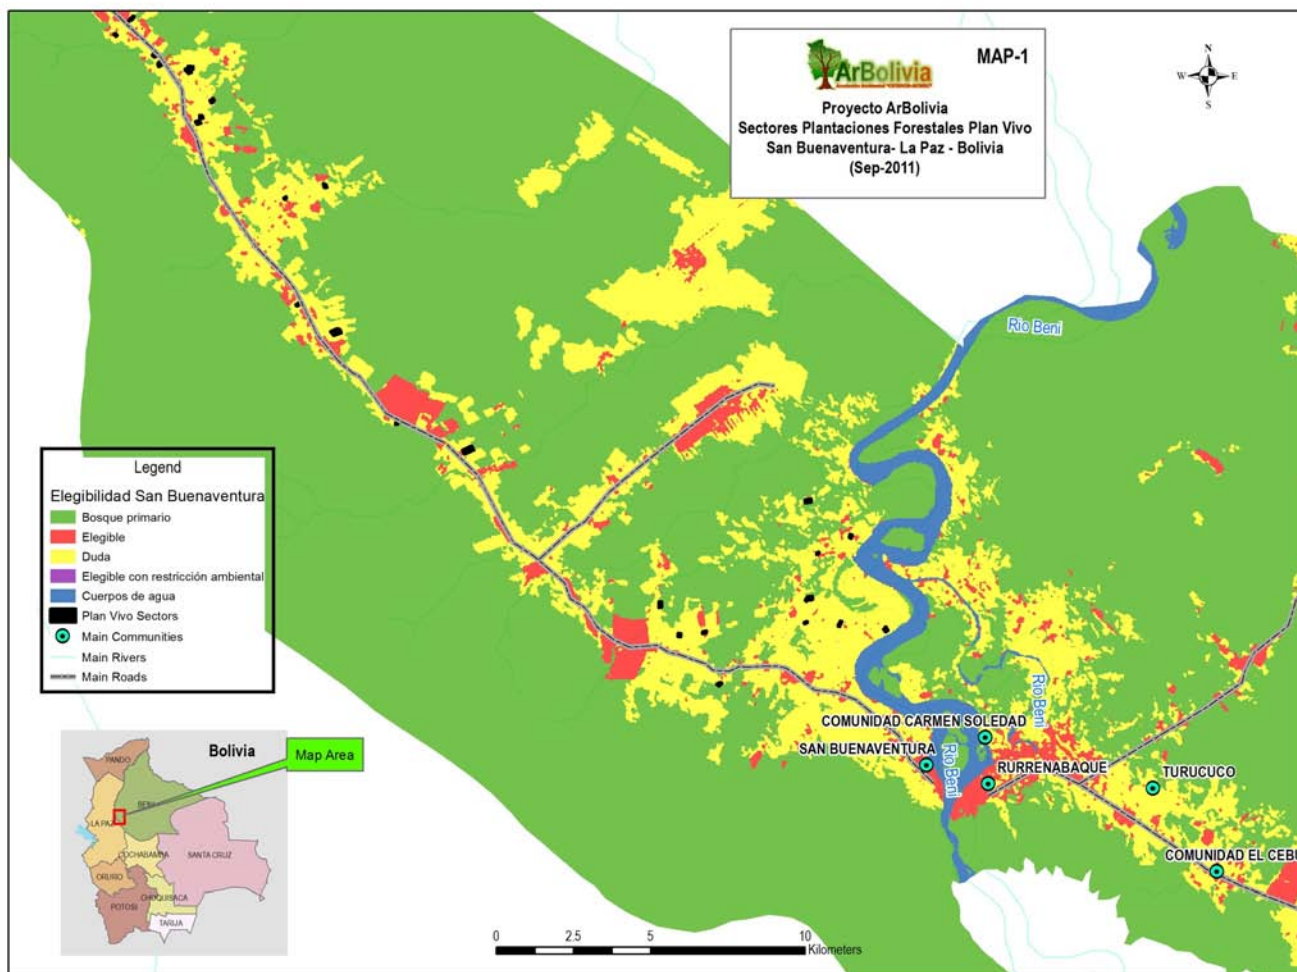 ArBolivia
MAP-1
Proyecto ArBolivia
Sectores Plantaciones Forestales Plan Vivo
San Buenaventura- La Paz - Bolivia
(Sep-2011)
N
W E
S
Rio Beni
Legend
Elegibilidad San Buenaventura
Bosque primario
Elegible
Duda
Elegible con restricción ambiental
Cuerpos de agua
Plan Vivo Sectors
Main Communities
Main Rivers
Main Roads
Rio Beni
COMUNIDAD CARMEN SOLEDAD
SAN BUENAVENTURA
Rio Beni
RURRENABAQUE
TURUCUCO
COMUNIDAD EL CEBU
Bolivia
Map Area
PANDO
BENI
LA PAZ
COCHABAMBA
SANTA CRUZ
ORURO
CHUQUISACA
POTOSI
TARIJA
0 2.5 5 10
Kilometers